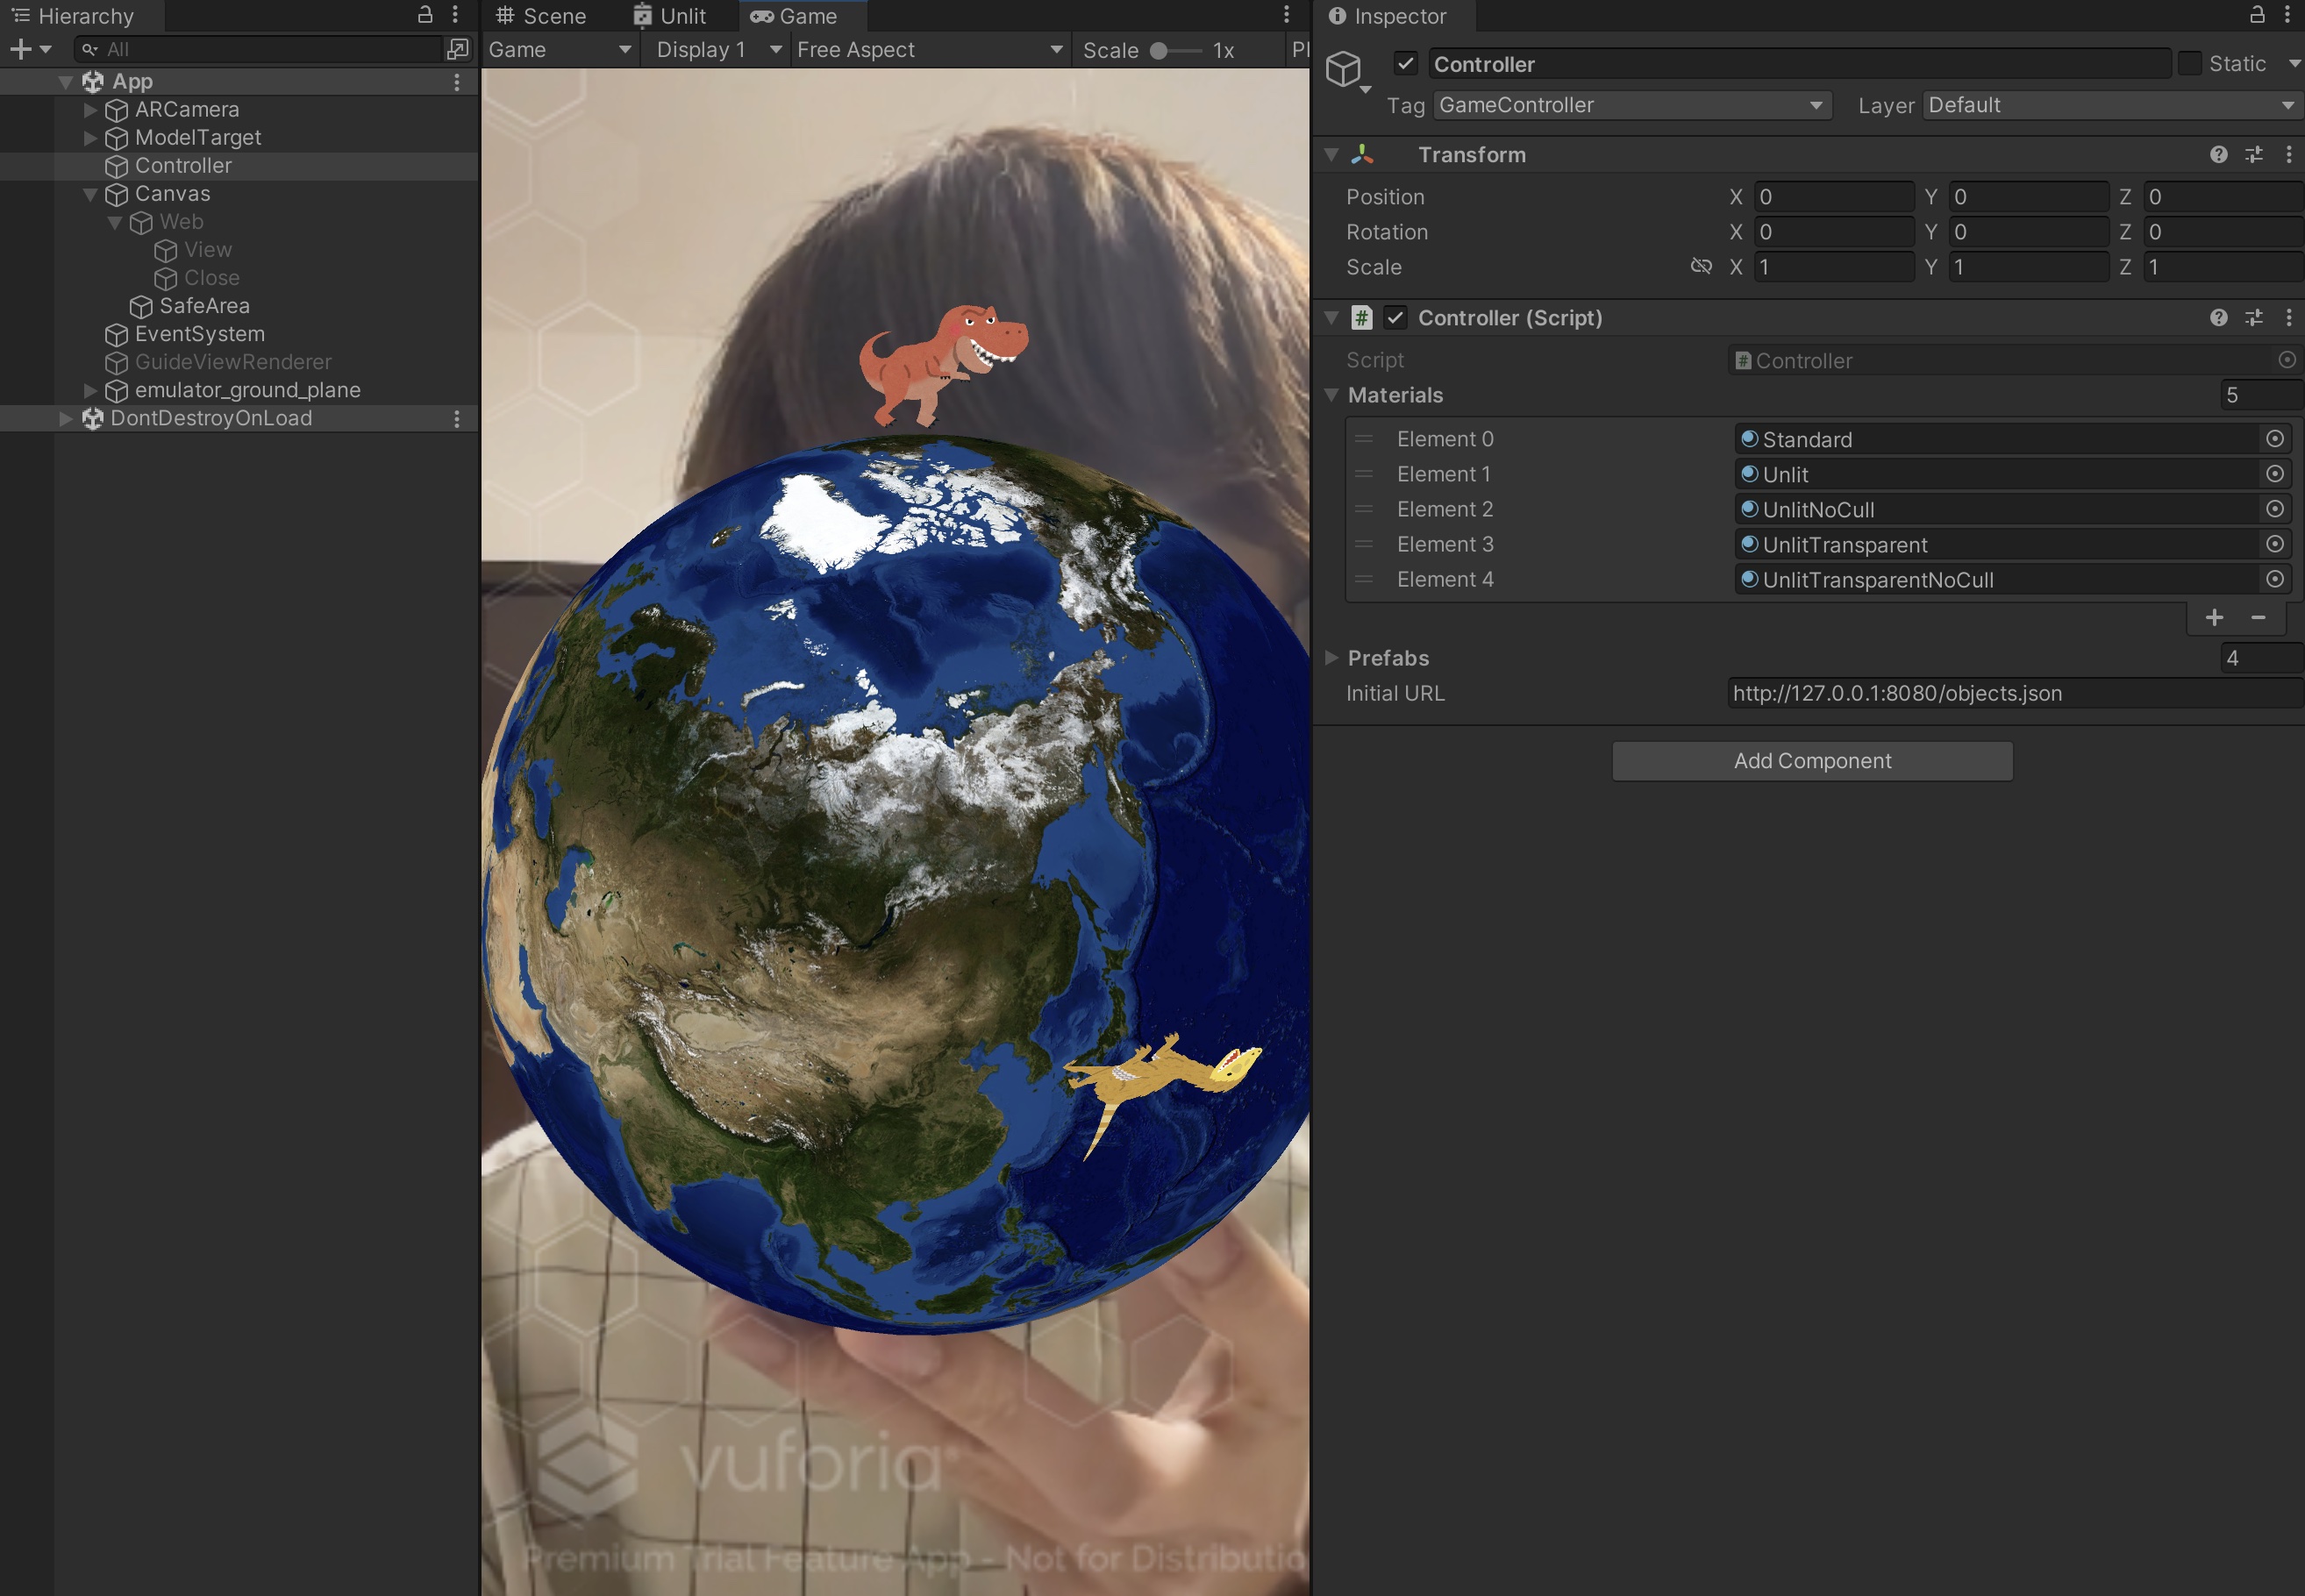 Hierarchy
All
App
ARCamera
ModelTarget
Controller
Canvas
Web
View
Close
SafeArea
EventSystem
GuideViewRenderer
emulator_ground_plane
DontDestroyOnLoad
Scene Unlit Game
Game Display 1 Free Aspect Scale 1x Pl
vuforia
Premium Trial Feature App - Not for Distributio
Inspector
Controller Static
Tag GameController Layer Default
Transform
Position X 0 Y 0 Z 0
Rotation X 0 Y 0 Z 0
Scale X 1 Y 1 Z 1
# Controller (Script)
Script Controller
Materials 5
Element 0 Standard
Element 1 Unlit
Element 2 UnlitNoCull
Element 3 UnlitTransparent
Element 4 UnlitTransparentNoCull
Prefabs 4
Initial URL http://127.0.0.1:8080/objects.json
Add Component